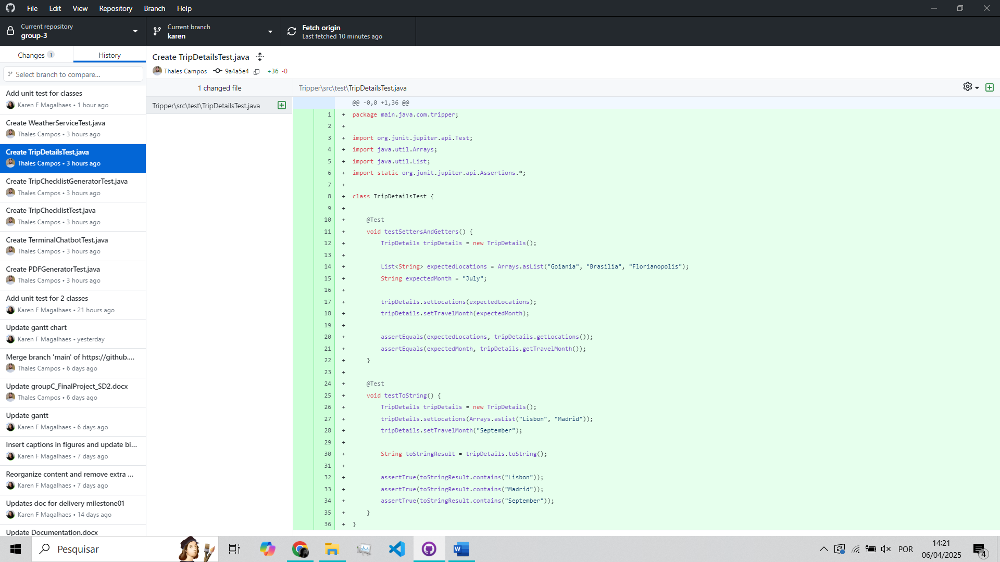 File Edit View Repository Branch Help
Current repository
group-3
Current branch
karen
Fetch origin
Last fetched 10 minutes ago
Changes 1
History
Select branch to compare...
Add unit test for classes
Karen F Magalhaes • 1 hour ago
Create WeatherServiceTest.java
Thales Campos • 3 hours ago
Create TripDetailsTest.java
Thales Campos • 3 hours ago
Create TripChecklistGeneratorTest.java
Thales Campos • 3 hours ago
Create TripChecklistTest.java
Thales Campos • 3 hours ago
Create TerminalChatbotTest.java
Thales Campos • 3 hours ago
Create PDFGeneratorTest.java
Thales Campos • 3 hours ago
Add unit test for 2 classes
Karen F Magalhaes • 21 hours ago
Update gantt chart
Karen F Magalhaes • yesterday
Merge branch 'main' of https://github....
Thales Campos • 6 days ago
Update groupC_FinalProject_SD2.docx
Thales Campos • 6 days ago
Update gantt
Karen F Magalhaes • 6 days ago
Insert captions in figures and update bi...
Karen F Magalhaes • 7 days ago
Reorganize content and remove extra ...
Karen F Magalhaes • 7 days ago
Updates doc for delivery milestone01
Karen F Magalhaes • 14 days ago
Update Documentation.docx
Create TripDetailsTest.java
Thales Campos 9a4a5e4 +36 -0
1 changed file
Tripper\src\test\TripDetailsTest.java
Tripper\src\test\TripDetailsTest.java
@@ -0,0 +1,36 @@
1 + package main.java.com.tripper;
2 +
3 + import org.junit.jupiter.api.Test;
4 + import java.util.Arrays;
5 + import java.util.List;
6 + import static org.junit.jupiter.api.Assertions.*;
7 +
8 + class TripDetailsTest {
9 +
10 + @Test
11 + void testSettersAndGetters() {
12 + TripDetails tripDetails = new TripDetails();
13 +
14 + List<String> expectedLocations = Arrays.asList("Goiania", "Brasilia", "Florianopolis");
15 + String expectedMonth = "July";
16 +
17 + tripDetails.setLocations(expectedLocations);
18 + tripDetails.setTravelMonth(expectedMonth);
19 +
20 + assertEquals(expectedLocations, tripDetails.getLocations());
21 + assertEquals(expectedMonth, tripDetails.getTravelMonth());
22 + }
23 +
24 + @Test
25 + void testToString() {
26 + TripDetails tripDetails = new TripDetails();
27 + tripDetails.setLocations(Arrays.asList("Lisbon", "Madrid"));
28 + tripDetails.setTravelMonth("September");
29 +
30 + String toStringResult = tripDetails.toString();
31 +
32 + assertTrue(toStringResult.contains("Lisbon"));
33 + assertTrue(toStringResult.contains("Madrid"));
34 + assertTrue(toStringResult.contains("September"));
35 + }
36 + }
Pesquisar
POR
14:21
06/04/2025
4